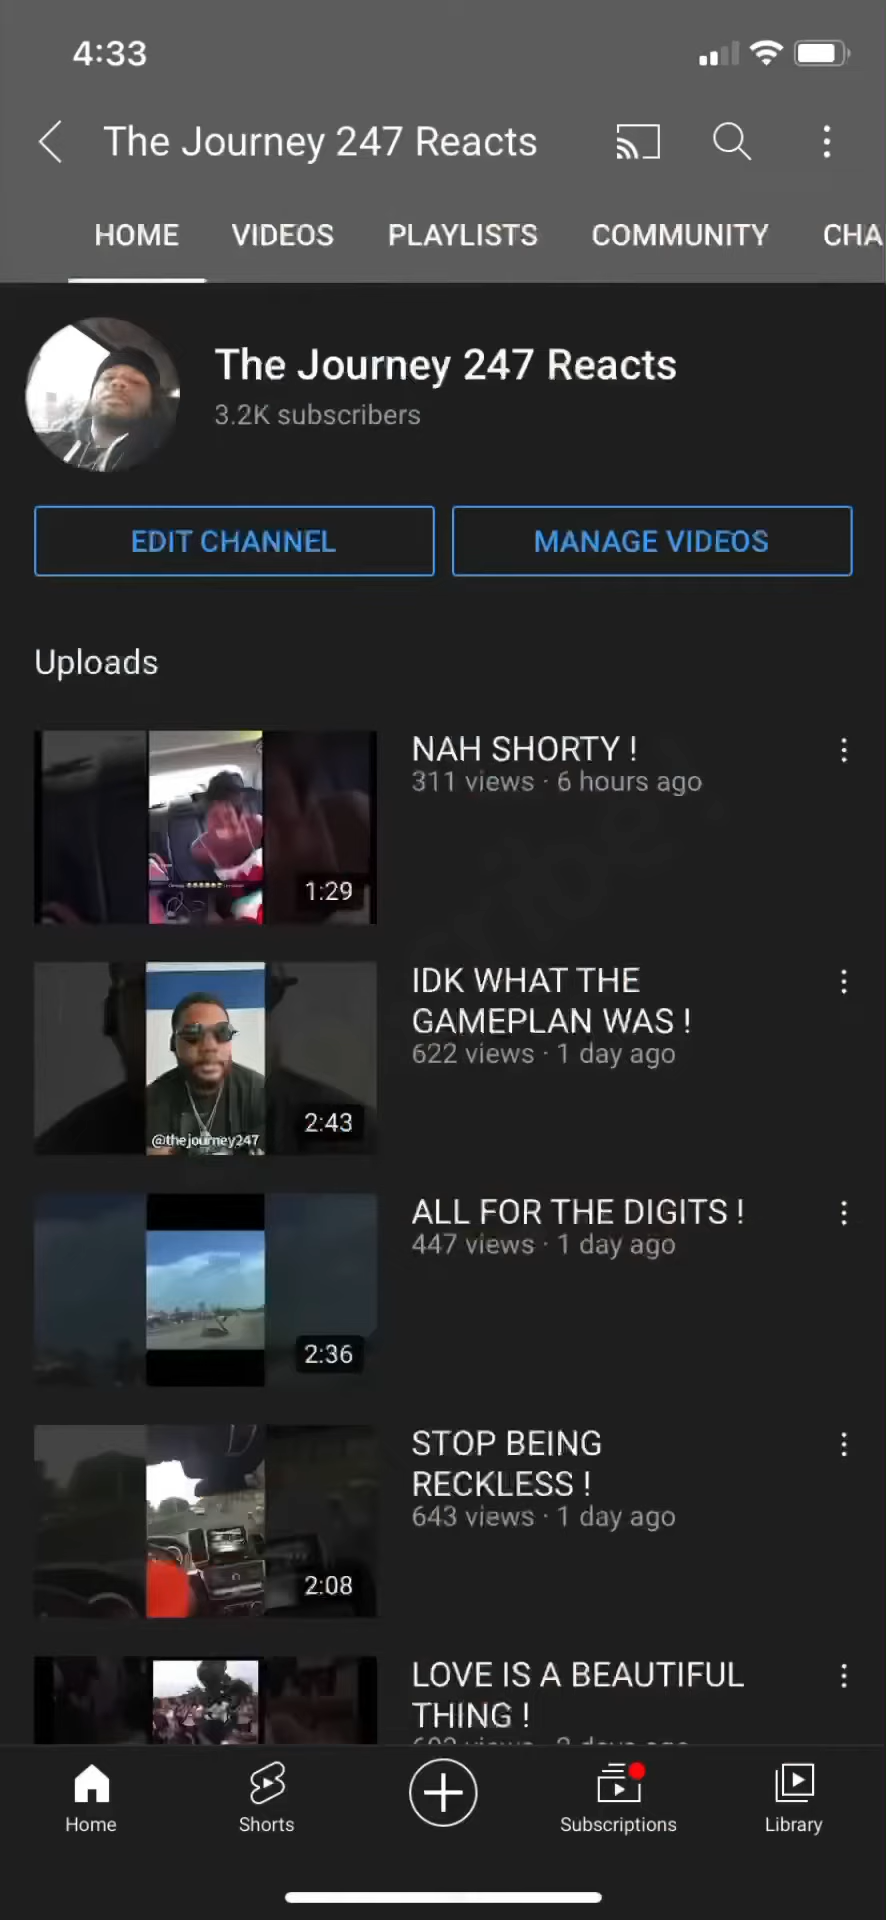 4:33
The Journey 247 Reacts
HOME VIDEOS PLAYLISTS COMMUNITY CHA
The Journey 247 Reacts
3.2K subscribers
EDIT CHANNEL MANAGE VIDEOS
Uploads
NAH SHORTY !
311 views · 6 hours ago
1:29
IDK WHAT THE
GAMEPLAN WAS !
622 views · 1 day ago
2:43
@thejourney247
ALL FOR THE DIGITS !
447 views · 1 day ago
2:36
STOP BEING
RECKLESS !
643 views · 1 day ago
2:08
LOVE IS A BEAUTIFUL
THING !
Home Shorts Subscriptions Library